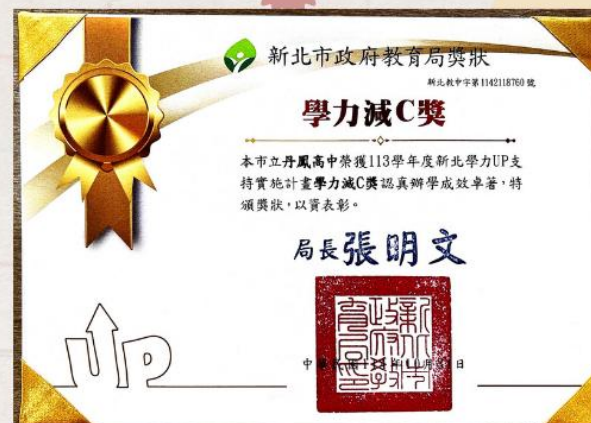 新北市政府教育局獎狀
新北教中字第1142118760號
學力減C獎
本市立丹鳳高中榮獲113學年度新北學力UP支
持實施計畫學力減C獎認真辦學成效卓著，特
頒獎狀，以資表彰。
局長張明文
UP